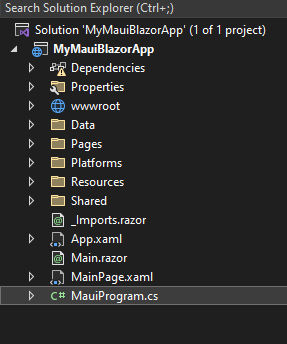 Search Solution Explorer (Ctrl+;)
Solution 'MyMauiBlazorApp' (1 of 1 project)
MyMauiBlazorApp
Dependencies
Properties
wwwroot
Data
Pages
Platforms
Resources
Shared
_Imports.razor
App.xaml
Main.razor
MainPage.xaml
C# MauiProgram.cs